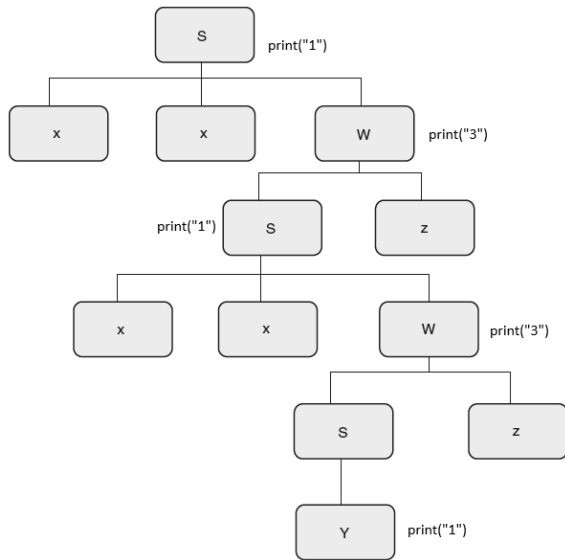 S print("1")
x x W print("3")
print("1") S z
x x W print("3")
S z
Y print("1")